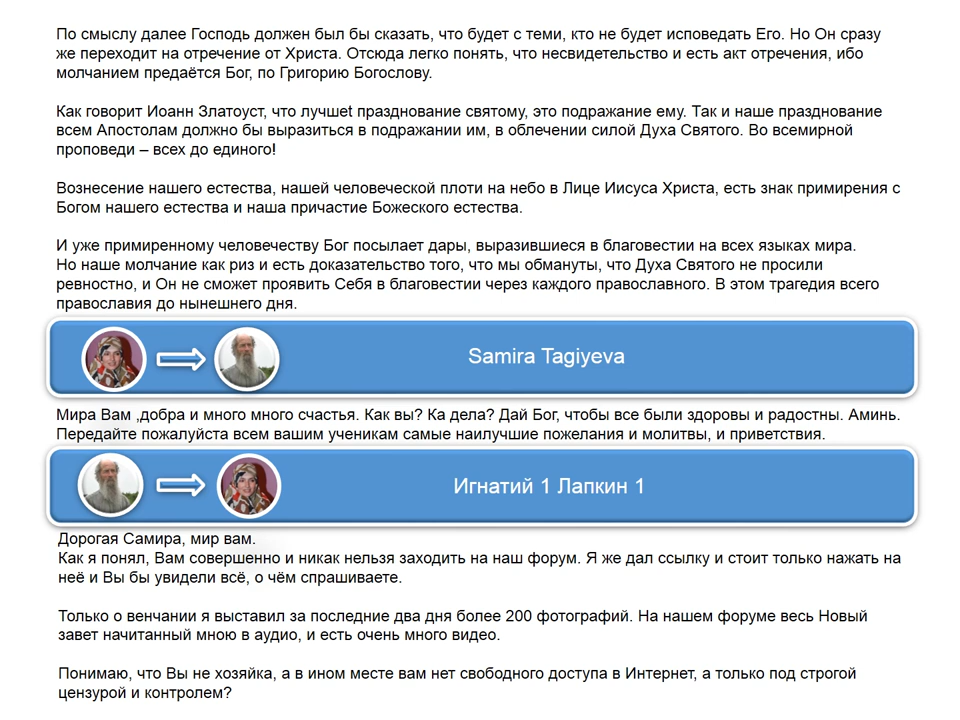 По смыслу далее Господь должен был бы сказать, что будет с теми, кто не будет исповедать Его. Но Он сразу
же переходит на отречение от Христа. Отсюда легко понять, что несвидетельство и есть акт отречения, ибо
молчанием предаётся Бог, по Григорию Богослову.
Как говорит Иоанн Златоуст, что лучшеt празднование святому, это подражание ему. Так и наше празднование
всем Апостолам должно бы выразиться в подражании им, в облечении силой Духа Святого. Во всемирной
проповеди – всех до единого!
Вознесение нашего естества, нашей человеческой плоти на небо в Лице Иисуса Христа, есть знак примирения с
Богом нашего естества и наша причастие Божеского естества.
И уже примиренному человечеству Бог посылает дары, выразившиеся в благовестии на всех языках мира.
Но наше молчание как риз и есть доказательство того, что мы обмануты, что Духа Святого не просили
ревностно, и Он не сможет проявить Себя в благовестии через каждого православного. В этом трагедия всего
православия до нынешнего дня.
Samira Tagiyeva
Мира Вам ,добра и много много счастья. Как вы? Ка дела? Дай Бог, чтобы все были здоровы и радостны. Аминь.
Передайте пожалуйста всем вашим ученикам самые наилучшие пожелания и молитвы, и приветствия.
Игнатий 1 Лапкин 1
Дорогая Самира, мир вам.
Как я понял, Вам совершенно и никак нельзя заходить на наш форум. Я же дал ссылку и стоит только нажать на
неё и Вы бы увидели всё, о чём спрашиваете.
Только о венчании я выставил за последние два дня более 200 фотографий. На нашем форуме весь Новый
завет начитанный мною в аудио, и есть очень много видео.
Понимаю, что Вы не хозяйка, а в ином месте вам нет свободного доступа в Интернет, а только под строгой
цензурой и контролем?